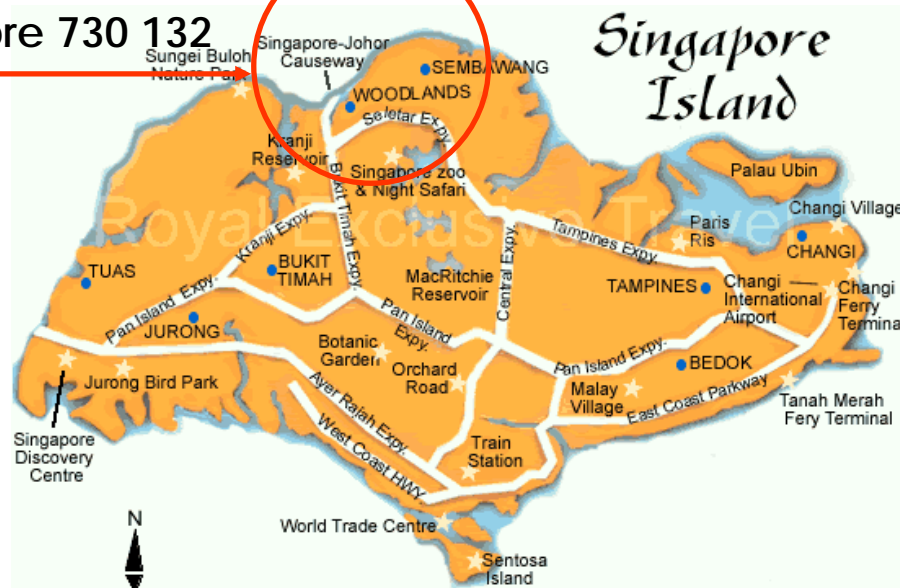 ore 730 132
Singapore
Island
Sungei Buloh
Nature Park
Singapore-Johor
Causeway
SEMBAWANG
WOODLANDS
Seletar Expy.
Kranji
Reservoir
Singapore zoo
& Night Safari
Bukit Timah Expy.
Palau Ubin
Changi Village
Royal Exclusive Travel
Kranji Expy.
Paris
Ris
CHANGI
Tampines Expy.
TUAS
BUKIT
TIMAH
MacRitchie
Reservoir
Central Expy.
TAMPINES
Changi
International
Airport
Changi
Ferry
Termina
Pan Island Expy.
JURONG
Pan Island
Expy.
Botanic
Garden
Orchard
Road
Pan Island Expy.
BEDOK
Jurong Bird Park
Ayer Rajah Expy.
Malay
Village
East Coast Parkway
Tanah Merah
Fery Terminal
Singapore
Discovery
Centre
West Coast HWY.
Train
Station
N
World Trade Centre
Sentosa
Island